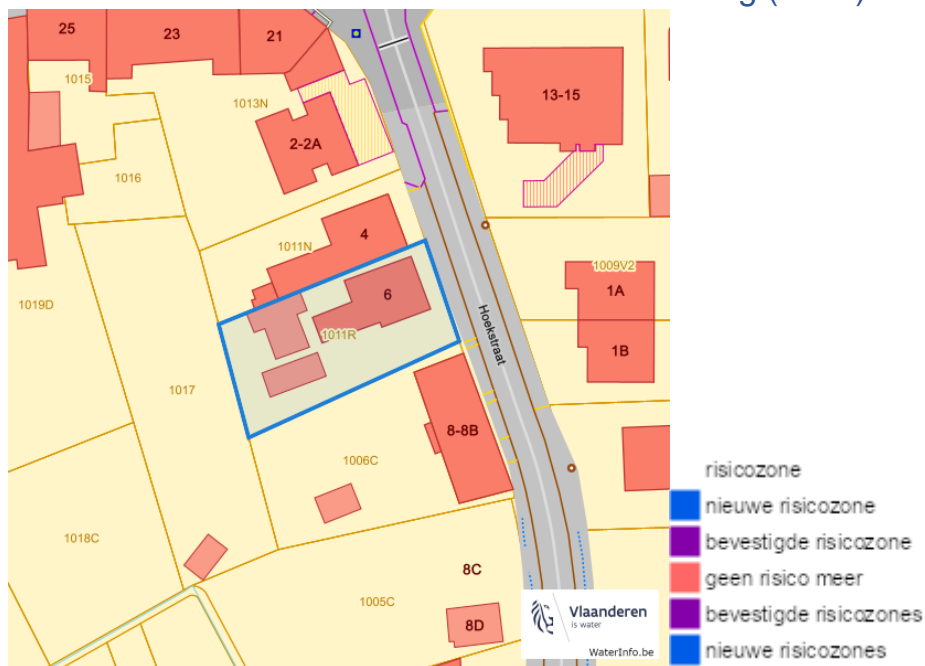 25
23
21
13-15
1015
1013N
2-2A
1016
4
1011N
1009V2
1A
6
1019D
1011R
Hoekstraat
1B
1017
8-8B
1006C
risicozone
nieuwe risicozone
1018C
bevestigde risicozone
8C
geen risico meer
1005C
Vlaanderen
is water
8D
bevestigde risicozones
WaterInfo.be
nieuwe risicozones